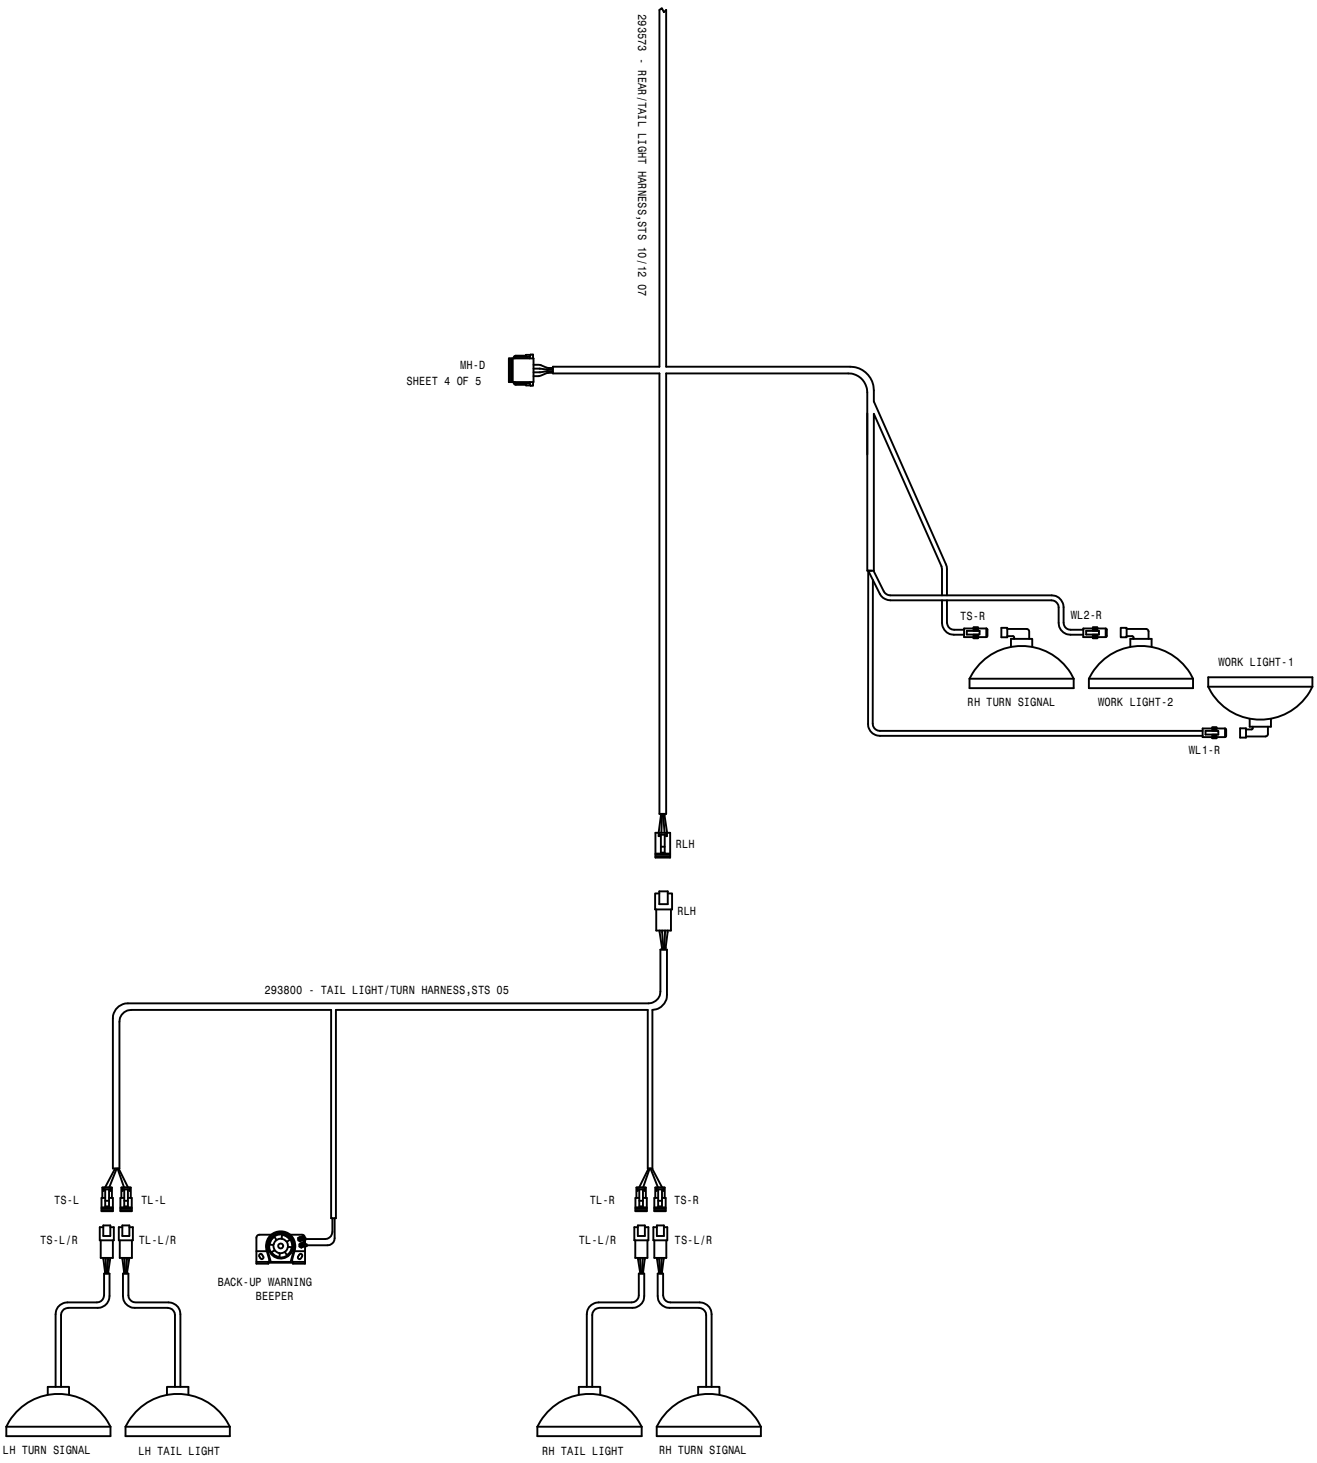 293573 - REAR/TAIL LIGHT HARNESS,STS 10/12 07
MH-D
SHEET 4 OF 5
TS-R
WL2-R
WORK LIGHT-1
RH TURN SIGNAL
WORK LIGHT-2
WL1-R
RLH
RLH
293800 - TAIL LIGHT/TURN HARNESS,STS 05
TS-L
TL-L
TL-R
TS-R
TS-L/R
TL-L/R
TL-L/R
TS-L/R
BACK-UP WARNING
BEEPER
LH TURN SIGNAL
LH TAIL LIGHT
RH TAIL LIGHT
RH TURN SIGNAL